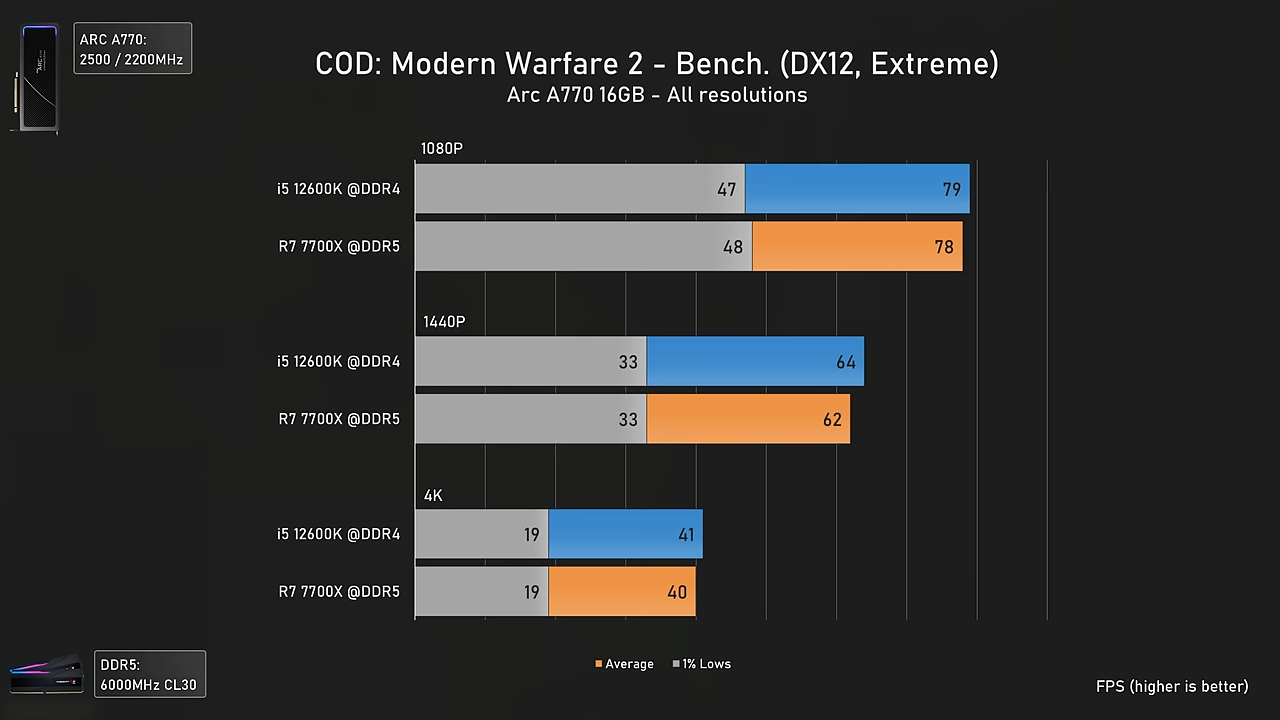 ARC A770:
2500 / 2200MHz
COD: Modern Warfare 2 - Bench. (DX12, Extreme)
Arc A770 16GB - All resolutions
1080P
i5 12600K @DDR4 47 79
R7 7700X @DDR5 48 78
1440P
i5 12600K @DDR4 33 64
R7 7700X @DDR5 33 62
4K
i5 12600K @DDR4 19 41
R7 7700X @DDR5 19 40
Average 1% Lows
DDR5:
6000MHz CL30
FPS (higher is better)